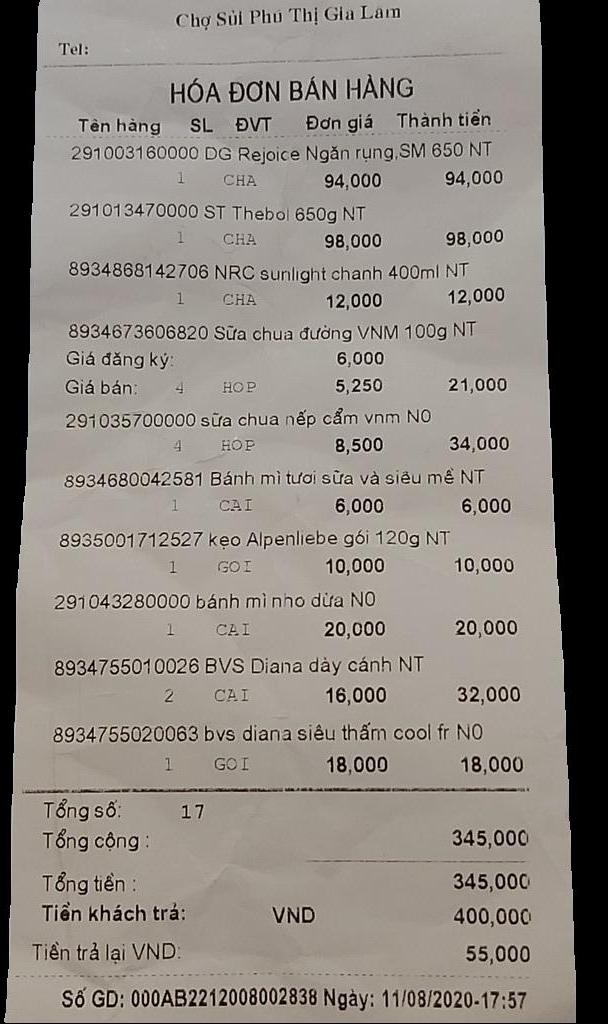 Chợ Sủi Phú Thị Gia Lâm
Tel:
HÓA ĐƠN BÁN HÀNG
Tên hàng SL ĐVT Đơn giá Thành tiền
291003160000 DG Rejoice Ngăn rụng,SM 650 NT
1 CHA 94,000 94,000
291013470000 ST Thebol 650g NT
1 CHA 98,000 98,000
8934868142706 NRC sunlight chanh 400ml NT
1 CHA 12,000 12,000
8934673606820 Sữa chua đường VNM 100g NT
Giá đăng ký: 6,000
Giá bán: 4 HOP 5,250 21,000
291035700000 sữa chua nếp cẩm vnm N0
4 HOP 8,500 34,000
8934680042581 Bánh mì tươi sữa và siêu mề NT
1 CAI 6,000 6,000
8935001712527 kẹo Alpenliebe gói 120g NT
1 GOI 10,000 10,000
291043280000 bánh mì nho dừa N0
1 CAI 20,000 20,000
8934755010026 BVS Diana dày cánh NT
2 CAI 16,000 32,000
8934755020063 bvs diana siêu thấm cool fr N0
1 GOI 18,000 18,000
Tổng số: 17
Tổng cộng : 345,000
Tổng tiền : 345,000
Tiền khách trả: VND 400,000
Tiền trả lại VND: 55,000
Số GD: 000AB2212008002838 Ngày: 11/08/2020-17:57